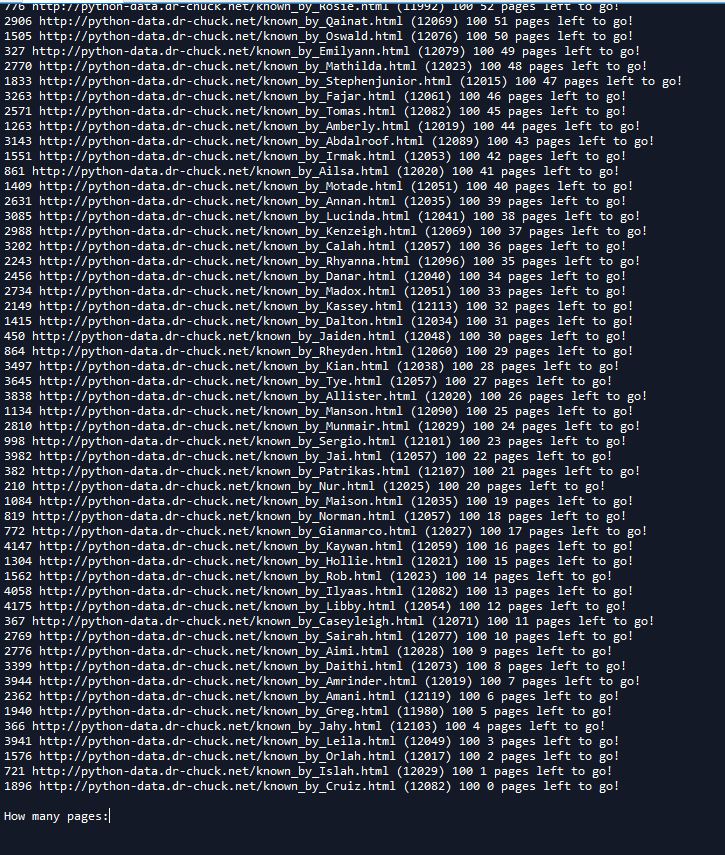 776 http://python-data.dr-chuck.net/known_by_Rosie.html (11992) 100 52 pages left to go!
2906 http://python-data.dr-chuck.net/known_by_Qainat.html (12069) 100 51 pages left to go!
1505 http://python-data.dr-chuck.net/known_by_Oswald.html (12076) 100 50 pages left to go!
327 http://python-data.dr-chuck.net/known_by_Emilyann.html (12079) 100 49 pages left to go!
2770 http://python-data.dr-chuck.net/known_by_Mathilda.html (12023) 100 48 pages left to go!
1833 http://python-data.dr-chuck.net/known_by_Stephenjunior.html (12015) 100 47 pages left to go!
3263 http://python-data.dr-chuck.net/known_by_Fajar.html (12061) 100 46 pages left to go!
2571 http://python-data.dr-chuck.net/known_by_Tomas.html (12082) 100 45 pages left to go!
1263 http://python-data.dr-chuck.net/known_by_Amberly.html (12019) 100 44 pages left to go!
3143 http://python-data.dr-chuck.net/known_by_Abdalroof.html (12089) 100 43 pages left to go!
1551 http://python-data.dr-chuck.net/known_by_Irmak.html (12053) 100 42 pages left to go!
861 http://python-data.dr-chuck.net/known_by_Ailsa.html (12020) 100 41 pages left to go!
1409 http://python-data.dr-chuck.net/known_by_Motade.html (12051) 100 40 pages left to go!
2631 http://python-data.dr-chuck.net/known_by_Annan.html (12035) 100 39 pages left to go!
3085 http://python-data.dr-chuck.net/known_by_Lucinda.html (12041) 100 38 pages left to go!
2988 http://python-data.dr-chuck.net/known_by_Kenzeigh.html (12069) 100 37 pages left to go!
3202 http://python-data.dr-chuck.net/known_by_Calah.html (12057) 100 36 pages left to go!
2243 http://python-data.dr-chuck.net/known_by_Rhyanna.html (12096) 100 35 pages left to go!
2456 http://python-data.dr-chuck.net/known_by_Danar.html (12040) 100 34 pages left to go!
2734 http://python-data.dr-chuck.net/known_by_Madox.html (12051) 100 33 pages left to go!
2149 http://python-data.dr-chuck.net/known_by_Kassey.html (12113) 100 32 pages left to go!
1415 http://python-data.dr-chuck.net/known_by_Dalton.html (12034) 100 31 pages left to go!
450 http://python-data.dr-chuck.net/known_by_Jaiden.html (12048) 100 30 pages left to go!
864 http://python-data.dr-chuck.net/known_by_Rheyden.html (12060) 100 29 pages left to go!
3497 http://python-data.dr-chuck.net/known_by_Kian.html (12038) 100 28 pages left to go!
3645 http://python-data.dr-chuck.net/known_by_Tye.html (12057) 100 27 pages left to go!
3838 http://python-data.dr-chuck.net/known_by_Allister.html (12020) 100 26 pages left to go!
1134 http://python-data.dr-chuck.net/known_by_Manson.html (12090) 100 25 pages left to go!
2810 http://python-data.dr-chuck.net/known_by_Munmair.html (12029) 100 24 pages left to go!
998 http://python-data.dr-chuck.net/known_by_Sergio.html (12101) 100 23 pages left to go!
3982 http://python-data.dr-chuck.net/known_by_Jai.html (12057) 100 22 pages left to go!
382 http://python-data.dr-chuck.net/known_by_Patrikas.html (12107) 100 21 pages left to go!
210 http://python-data.dr-chuck.net/known_by_Nur.html (12025) 100 20 pages left to go!
1084 http://python-data.dr-chuck.net/known_by_Maison.html (12035) 100 19 pages left to go!
819 http://python-data.dr-chuck.net/known_by_Norman.html (12057) 100 18 pages left to go!
772 http://python-data.dr-chuck.net/known_by_Gianmarco.html (12027) 100 17 pages left to go!
4147 http://python-data.dr-chuck.net/known_by_Kaywan.html (12059) 100 16 pages left to go!
1304 http://python-data.dr-chuck.net/known_by_Hollie.html (12021) 100 15 pages left to go!
1562 http://python-data.dr-chuck.net/known_by_Rob.html (12023) 100 14 pages left to go!
4058 http://python-data.dr-chuck.net/known_by_Ilyaas.html (12082) 100 13 pages left to go!
4175 http://python-data.dr-chuck.net/known_by_Libby.html (12054) 100 12 pages left to go!
367 http://python-data.dr-chuck.net/known_by_Caseyleigh.html (12071) 100 11 pages left to go!
2769 http://python-data.dr-chuck.net/known_by_Sairah.html (12077) 100 10 pages left to go!
2776 http://python-data.dr-chuck.net/known_by_Aimi.html (12028) 100 9 pages left to go!
3399 http://python-data.dr-chuck.net/known_by_Daithi.html (12073) 100 8 pages left to go!
3944 http://python-data.dr-chuck.net/known_by_Amrinder.html (12019) 100 7 pages left to go!
2362 http://python-data.dr-chuck.net/known_by_Amani.html (12119) 100 6 pages left to go!
1940 http://python-data.dr-chuck.net/known_by_Greg.html (11980) 100 5 pages left to go!
366 http://python-data.dr-chuck.net/known_by_Jahy.html (12103) 100 4 pages left to go!
3941 http://python-data.dr-chuck.net/known_by_Leila.html (12049) 100 3 pages left to go!
1576 http://python-data.dr-chuck.net/known_by_Orlah.html (12017) 100 2 pages left to go!
721 http://python-data.dr-chuck.net/known_by_Islah.html (12029) 100 1 pages left to go!
1896 http://python-data.dr-chuck.net/known_by_Cruiz.html (12082) 100 0 pages left to go!
How many pages: